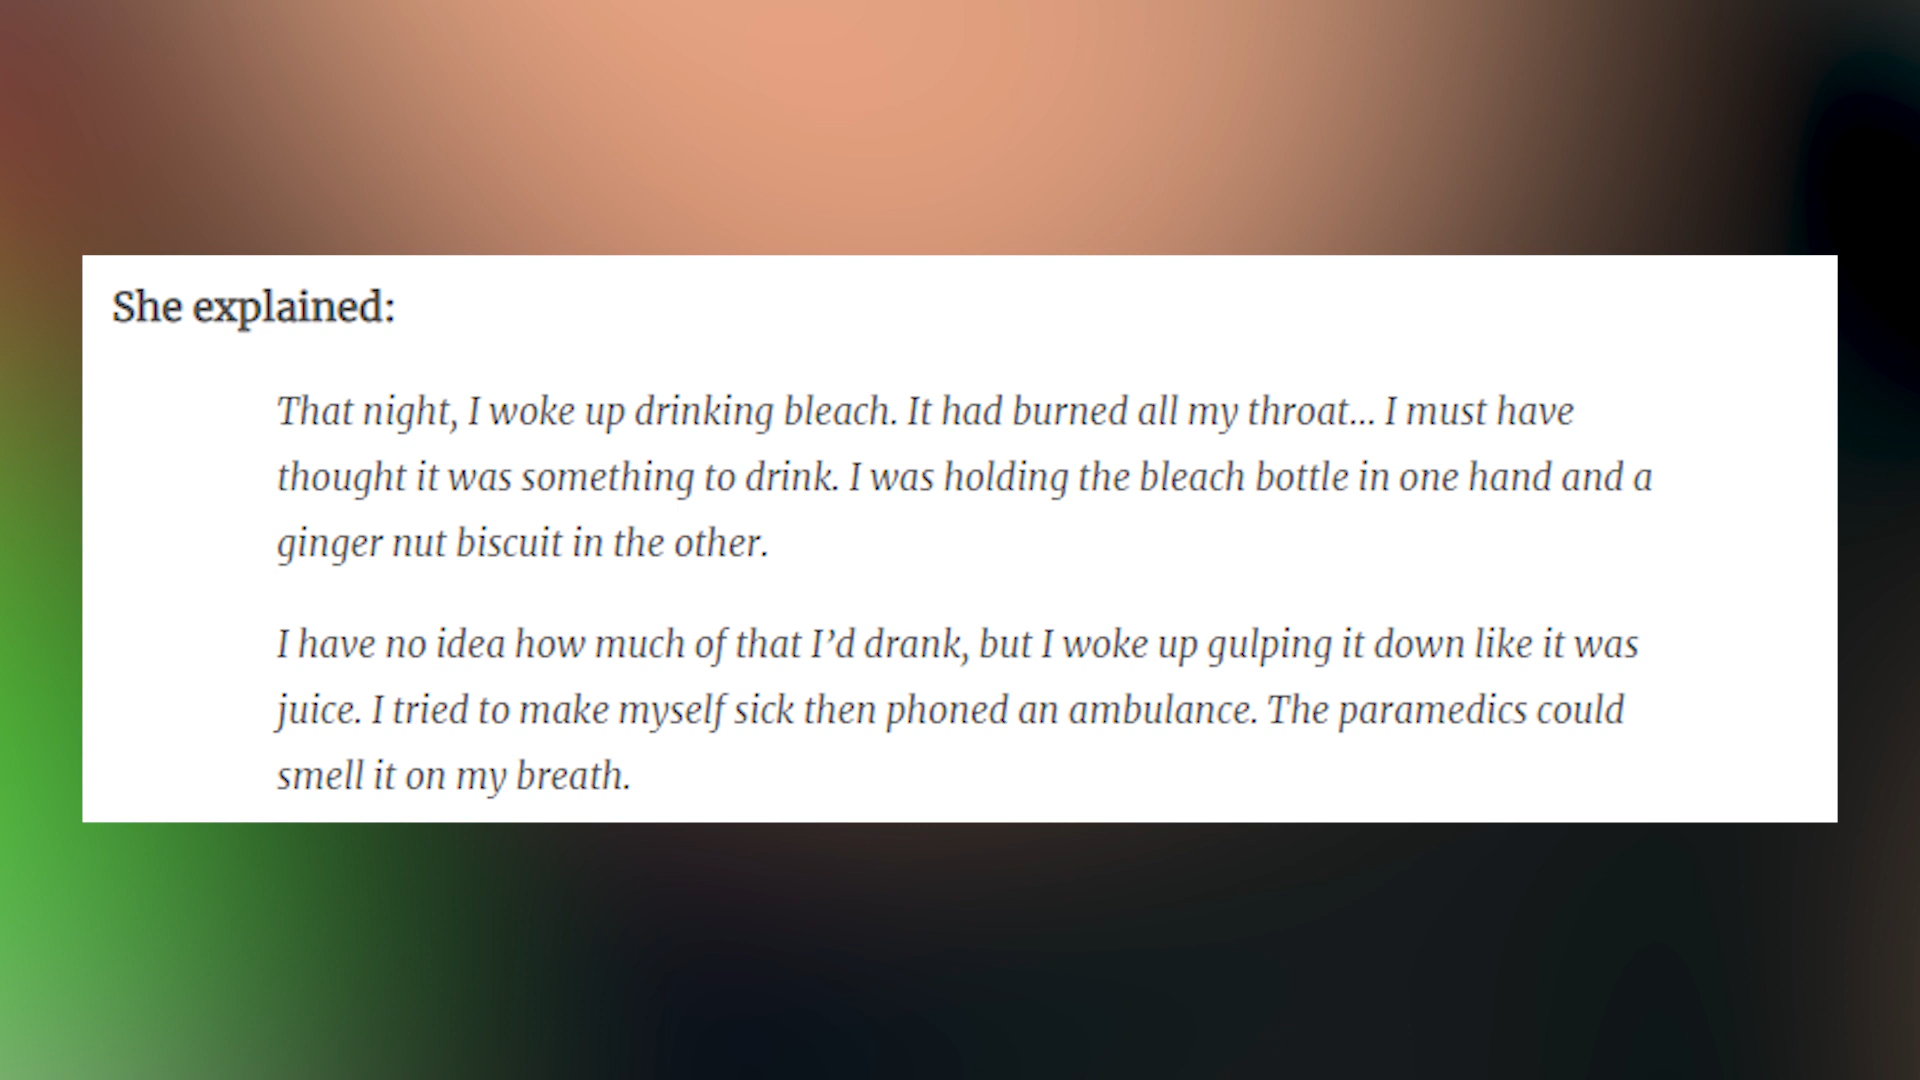 She explained:
That night, I woke up drinking bleach. It had burned all my throat... I must have
thought it was something to drink. I was holding the bleach bottle in one hand and a
ginger nut biscuit in the other.
I have no idea how much of that I’d drank, but I woke up gulping it down like it was
juice. I tried to make myself sick then phoned an ambulance. The paramedics could
smell it on my breath.